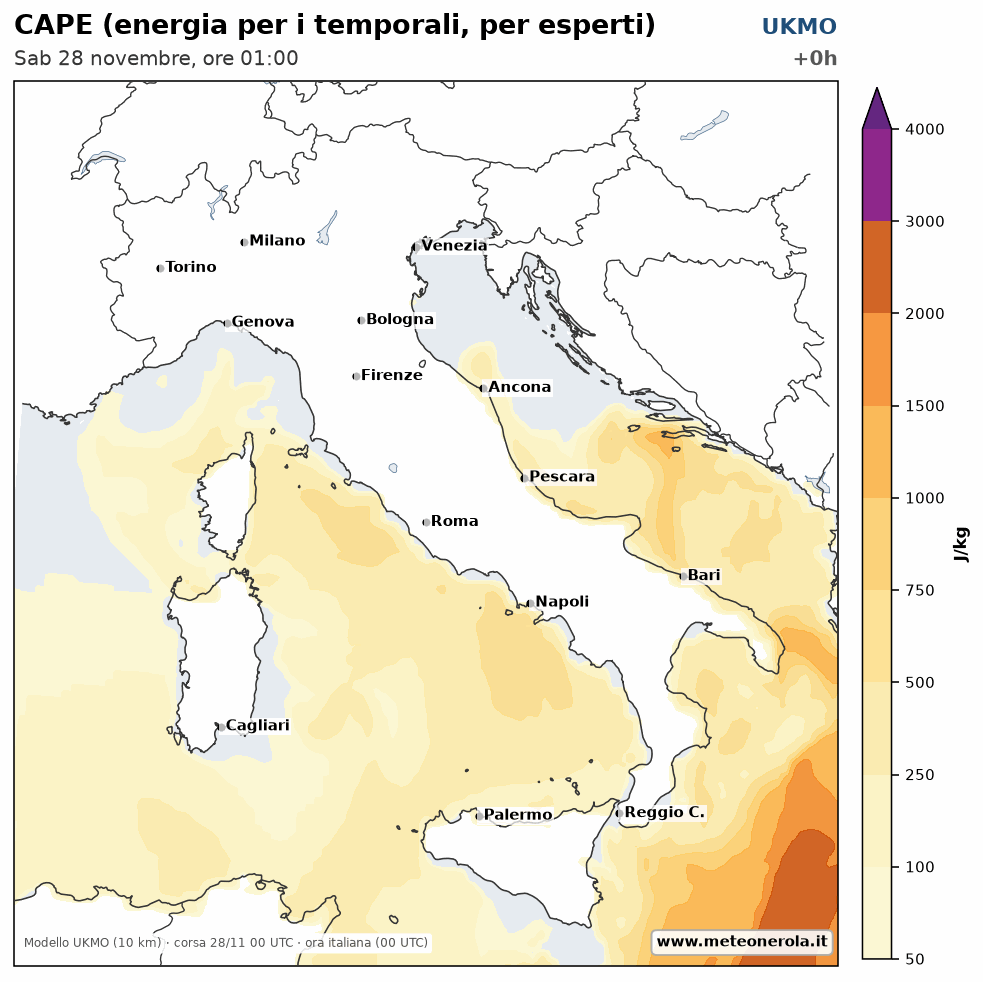 CAPE (energia per i temporali, per esperti)
UKMO
Sab 28 novembre, ore 01:00
+0h
4000
3000
2000
1500
1000
750
500
250
100
50
J/kg
Milano
Venezia
Torino
Genova
Bologna
Firenze
Ancona
Pescara
Roma
Bari
Napoli
Cagliari
Palermo
Reggio C.
Modello UKMO (10 km) · corsa 28/11 00 UTC · ora italiana (00 UTC)
www.meteonerola.it